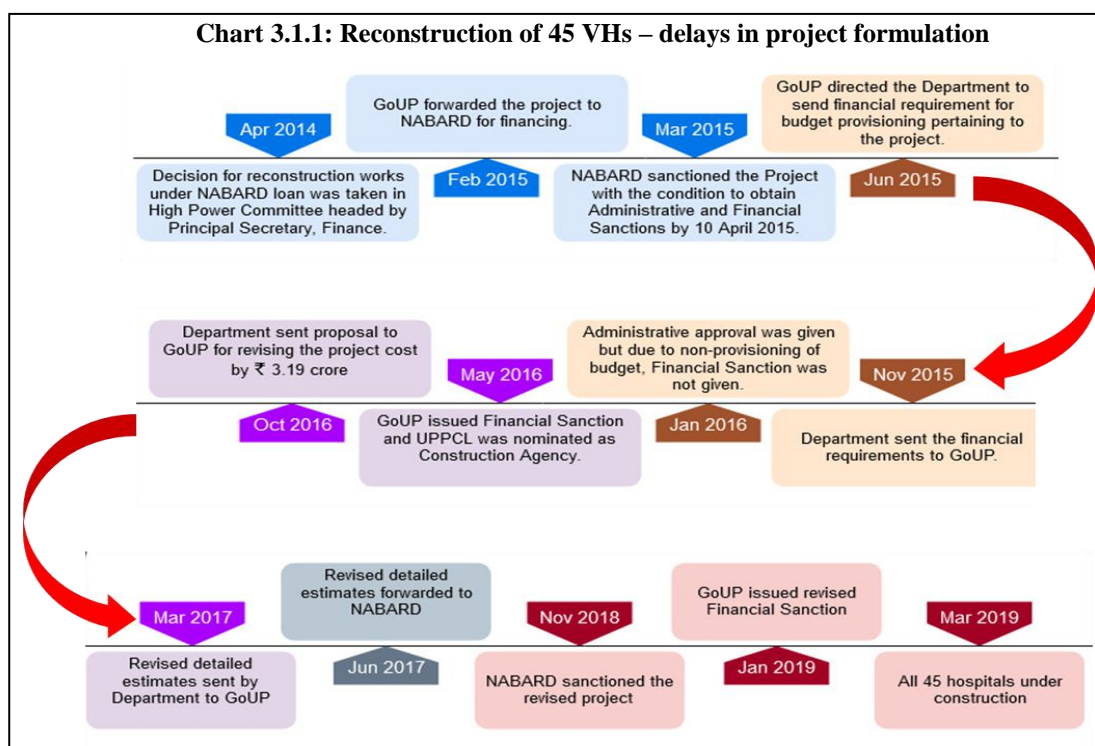 Chart 3.1.1: Reconstruction of 45 VHs – delays in project formulation
Apr 2014
Decision for reconstruction works
under NABARD loan was taken in
High Power Committee headed by
Principal Secretary, Finance.
GoUP forwarded the project to
NABARD for financing.
Feb 2015
Mar 2015
NABARD sanctioned the Project
with the condition to obtain
Administrative and Financial
Sanctions by 10 April 2015.
GoUP directed the Department to
send financial requirement for
budget provisioning pertaining to
the project.
Jun 2015
Nov 2015
Department sent the financial
requirements to GoUP.
Administrative approval was given
but due to non-provisioning of
budget, Financial Sanction was
not given.
Jan 2016
May 2016
GoUP issued Financial Sanction
and UPPCL was nominated as
Construction Agency.
Department sent proposal to
GoUP for revising the project cost
by ₹ 3.19 crore
Oct 2016
Mar 2017
Revised detailed
estimates sent by
Department to GoUP
Revised detailed
estimates forwarded to
NABARD
Jun 2017
Nov 2018
NABARD sanctioned the
revised project
GoUP issued revised
Financial Sanction
Jan 2019
Mar 2019
All 45 hospitals under
construction